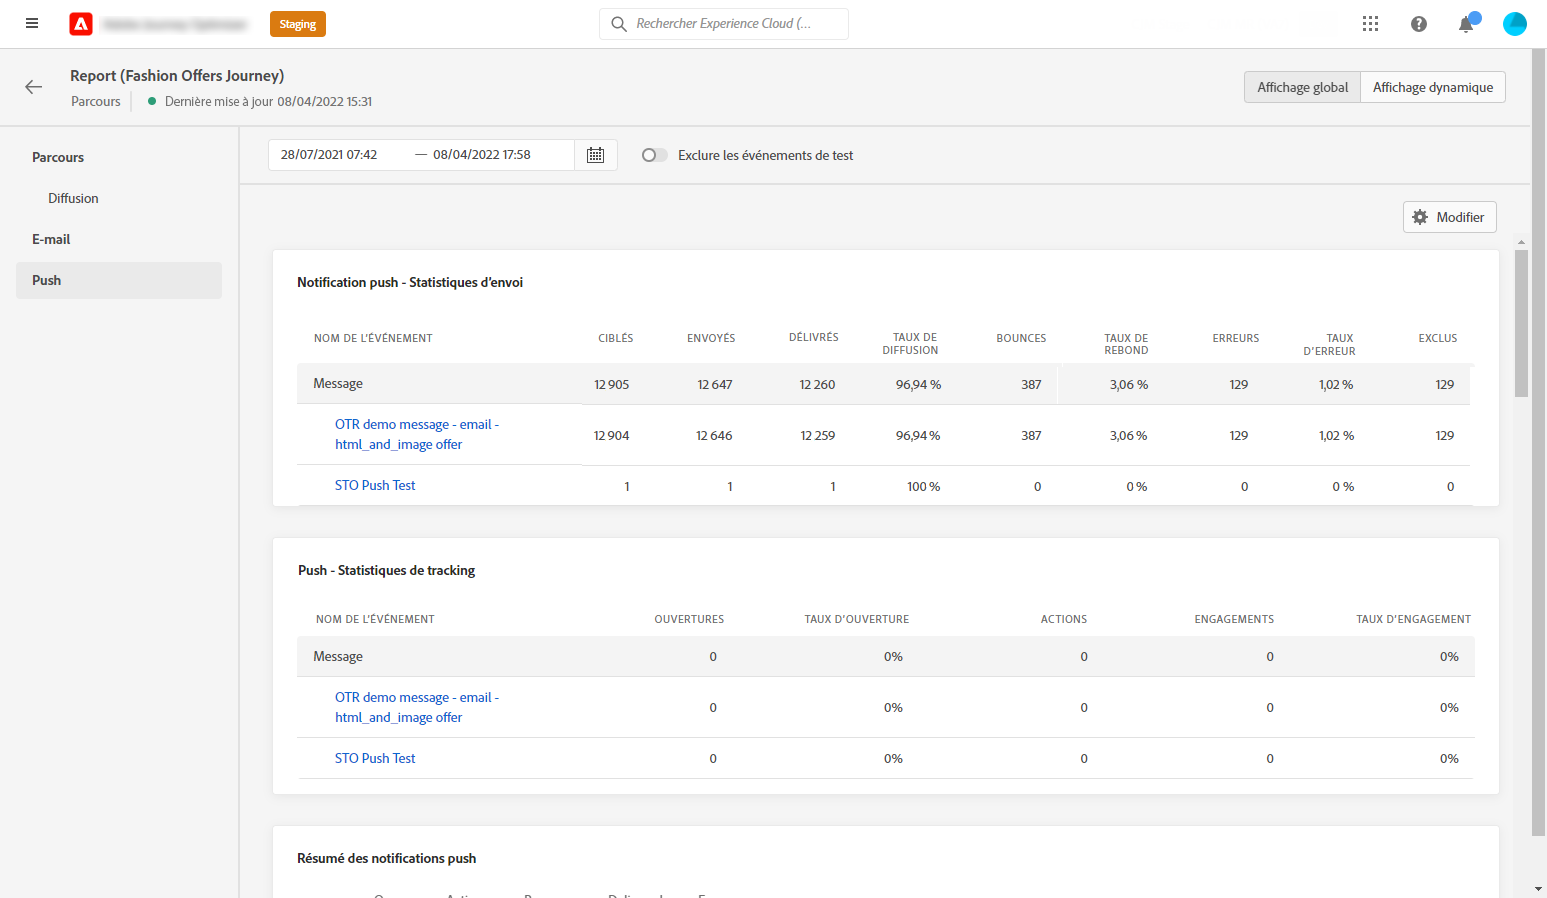 Staging
Rechercher Experience Cloud (...
Report (Fashion Offers Journey)
Parcours
Dernière mise à jour 08/04/2022 15:31
Affichage global
Affichage dynamique
Parcours
Diffusion
E-mail
Push
28/07/2021 07:42 — 08/04/2022 17:58
Exclure les événements de test
Modifier
Notification push - Statistiques d’envoi
NOM DE L’ÉVÉNEMENT CIBLÉS ENVOYÉS DÉLIVRÉS TAUX DE DIFFUSION BOUNCES TAUX DE REBOND ERREURS TAUX D’ERREUR EXCLUS
Message 12 905 12 647 12 260 96,94 % 387 3,06 % 129 1,02 % 129
OTR demo message - email -
html_and_image offer 12 904 12 646 12 259 96,94 % 387 3,06 % 129 1,02 % 129
STO Push Test 1 1 1 100 % 0 0 % 0 0 % 0
Push - Statistiques de tracking
NOM DE L’ÉVÉNEMENT OUVERTURES TAUX D’OUVERTURE ACTIONS ENGAGEMENTS TAUX D’ENGAGEMENT
Message 0 0% 0 0 0%
OTR demo message - email -
html_and_image offer 0 0% 0 0 0%
STO Push Test 0 0% 0 0 0%
Résumé des notifications push